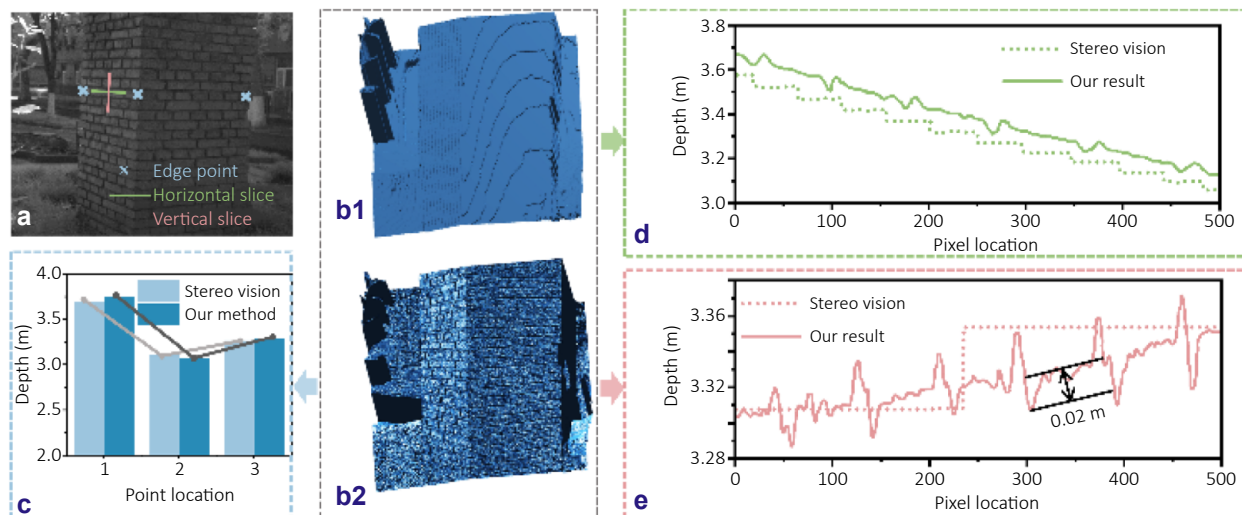 Edge point
Horizontal slice
Vertical slice
a
b1
b2
3.8
3.6
3.4
3.2
3.0
Depth (m)
Stereo vision
Our result
0
100
200
300
400
500
Pixel location
d
4.0
3.5
3.0
2.5
2.0
Depth (m)
Stereo vision
Our method
1
2
3
Point location
c
3.36
3.32
3.28
Depth (m)
Stereo vision
Our result
0.02 m
0
100
200
300
400
500
Pixel location
e